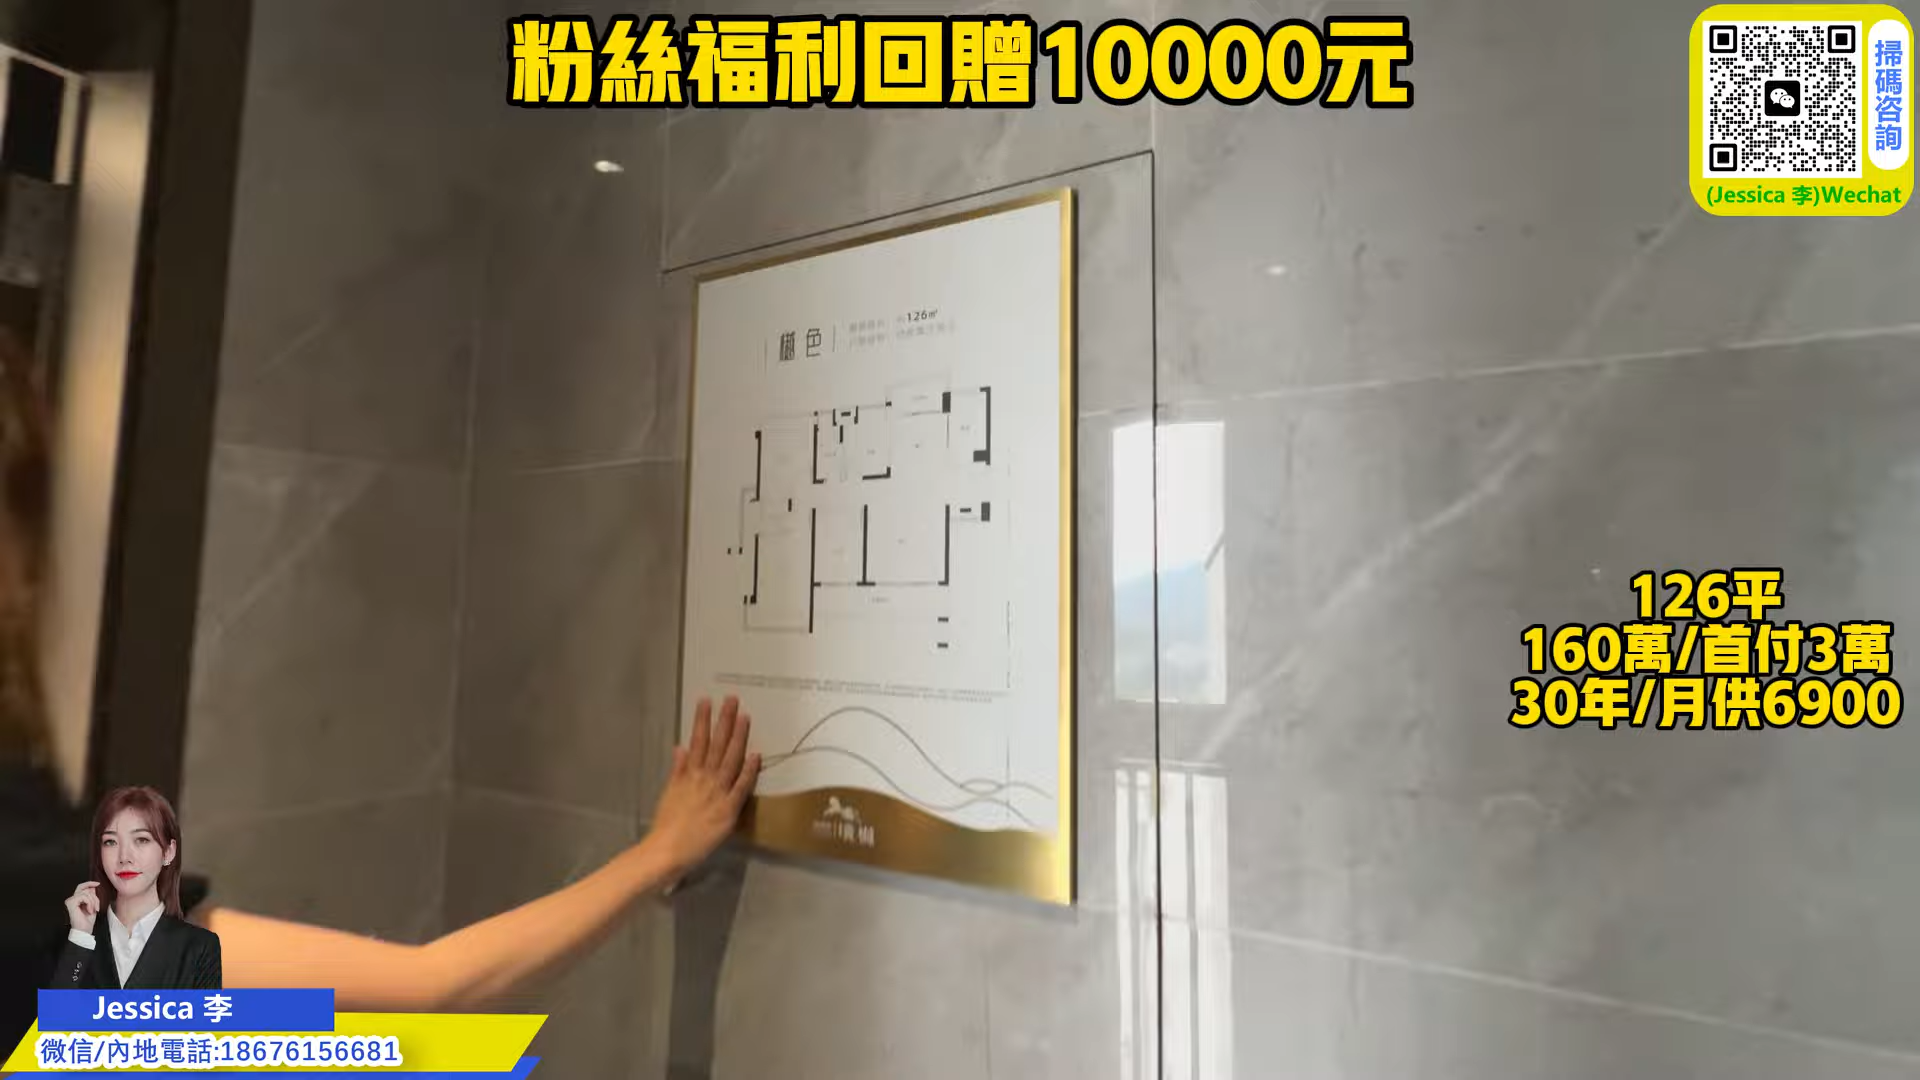 粉絲福利回贈10000元
掃碼咨詢
(Jessica 李)Wechat
樾色
126㎡
126平
160萬/首付3萬
30年/月供6900
Jessica 李
微信/內地電話:18676156681